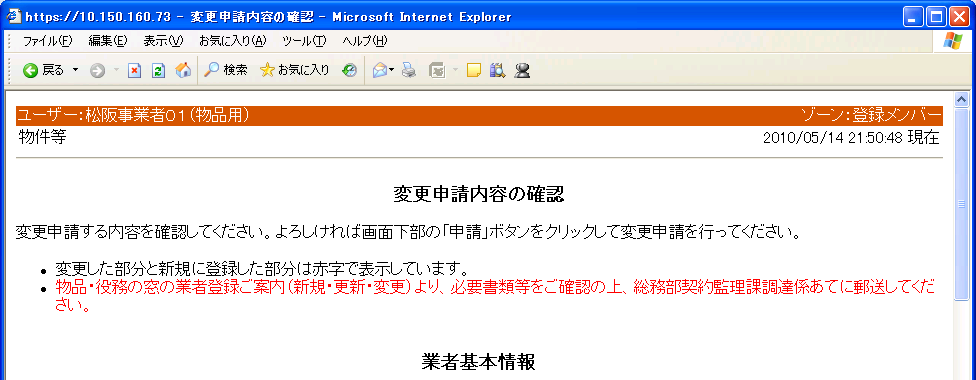 https://10.150.160.73 - 変更申請内容の確認 - Microsoft Internet Explorer
ファイル(F) 編集(E) 表示(V) お気に入り(A) ツール(T) ヘルプ(H)
戻る 検索 お気に入り
ユーザー:松阪事業者01(物品用) ゾーン:登録メンバー
物件等 2010/05/14 21:50:48 現在
変更申請内容の確認
変更申請する内容を確認してください。よろしければ画面下部の「申請」ボタンをクリックして変更申請を行ってください。
• 変更した部分と新規に登録した部分は赤字で表示しています。
• 物品・役務の窓の業者登録ご案内(新規・更新・変更)より、必要書類等をご確認の上、総務部契約監理課調達係あてに郵送してくだ
さい。
業者基本情報